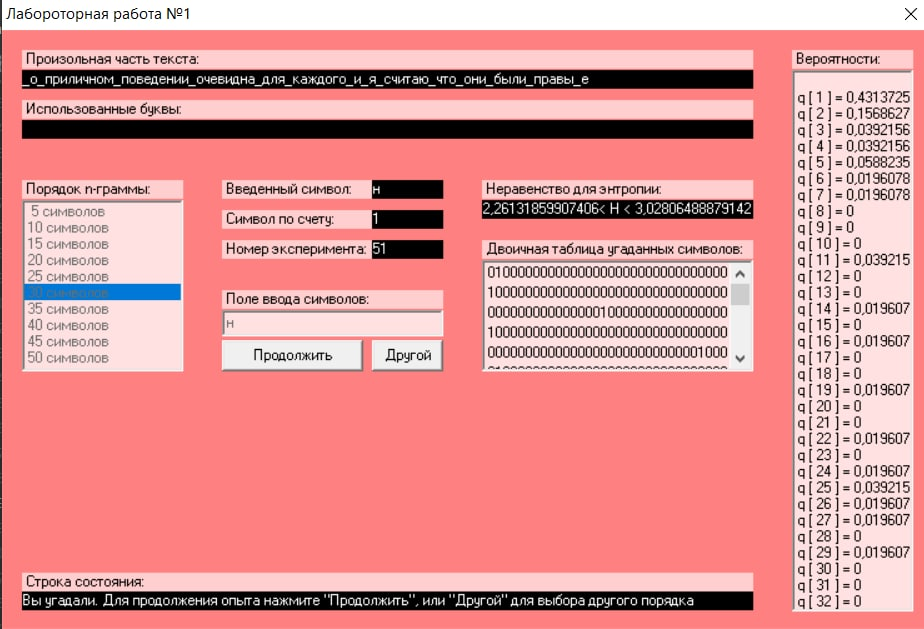 Лабороторная работа №1
Произольная часть текста:
_о_приличном_поведении_очевидна_для_каждого_и_я_считаю_что_они_были_правы_е
Использованные буквы:
Порядок n-граммы:
5 символов
10 символов
15 символов
20 символов
25 символов
30 символов
35 символов
40 символов
45 символов
50 символов
Введенный символ: н
Символ по счету: 1
Номер эксперимента: 51
Поле ввода символов:
н
Продолжить
Другой
Неравенство для энтропии:
2,26131859907406< H < 3,02806488879142
Двоичная таблица угаданных символов:
01000000000000000000000000000000
10000000000000000000000000000000
00000000000000100000000000000000
10000000000000000000000000000000
00000000000000000000000000001000
Вероятности:
q [ 1 ] = 0,4313725
q [ 2 ] = 0,1568627
q [ 3 ] = 0,0392156
q [ 4 ] = 0,0392156
q [ 5 ] = 0,0588235
q [ 6 ] = 0,0196078
q [ 7 ] = 0,0196078
q [ 8 ] = 0
q [ 9 ] = 0
q [ 10 ] = 0
q [ 11 ] = 0,039215
q [ 12 ] = 0
q [ 13 ] = 0
q [ 14 ] = 0,019607
q [ 15 ] = 0
q [ 16 ] = 0,019607
q [ 17 ] = 0
q [ 18 ] = 0
q [ 19 ] = 0,019607
q [ 20 ] = 0
q [ 21 ] = 0
q [ 22 ] = 0,019607
q [ 23 ] = 0
q [ 24 ] = 0,019607
q [ 25 ] = 0,039215
q [ 26 ] = 0,019607
q [ 27 ] = 0,019607
q [ 28 ] = 0
q [ 29 ] = 0,019607
q [ 30 ] = 0
q [ 31 ] = 0
q [ 32 ] = 0
Строка состояния:
Вы угадали. Для продолжения опыта нажмите "Продолжить", или "Другой" для выбора другого порядка